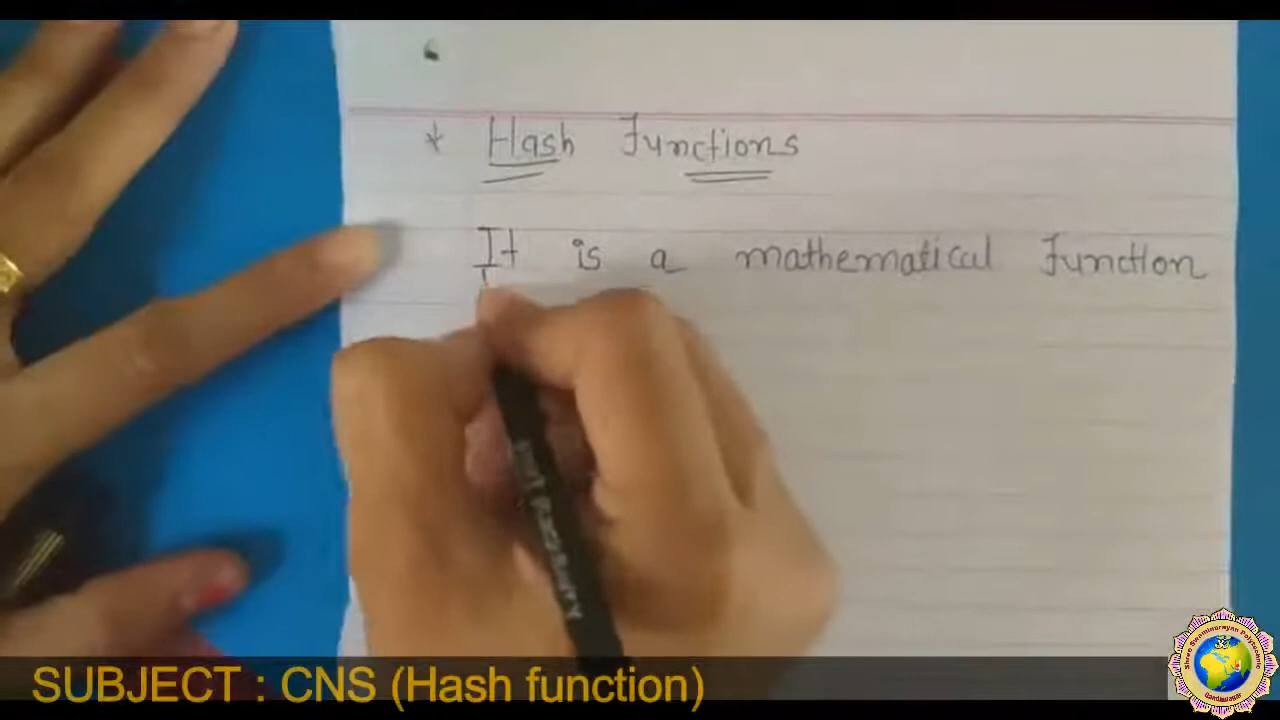 * Hash Functions
It is a mathematical Function
SUBJECT : CNS (Hash function)